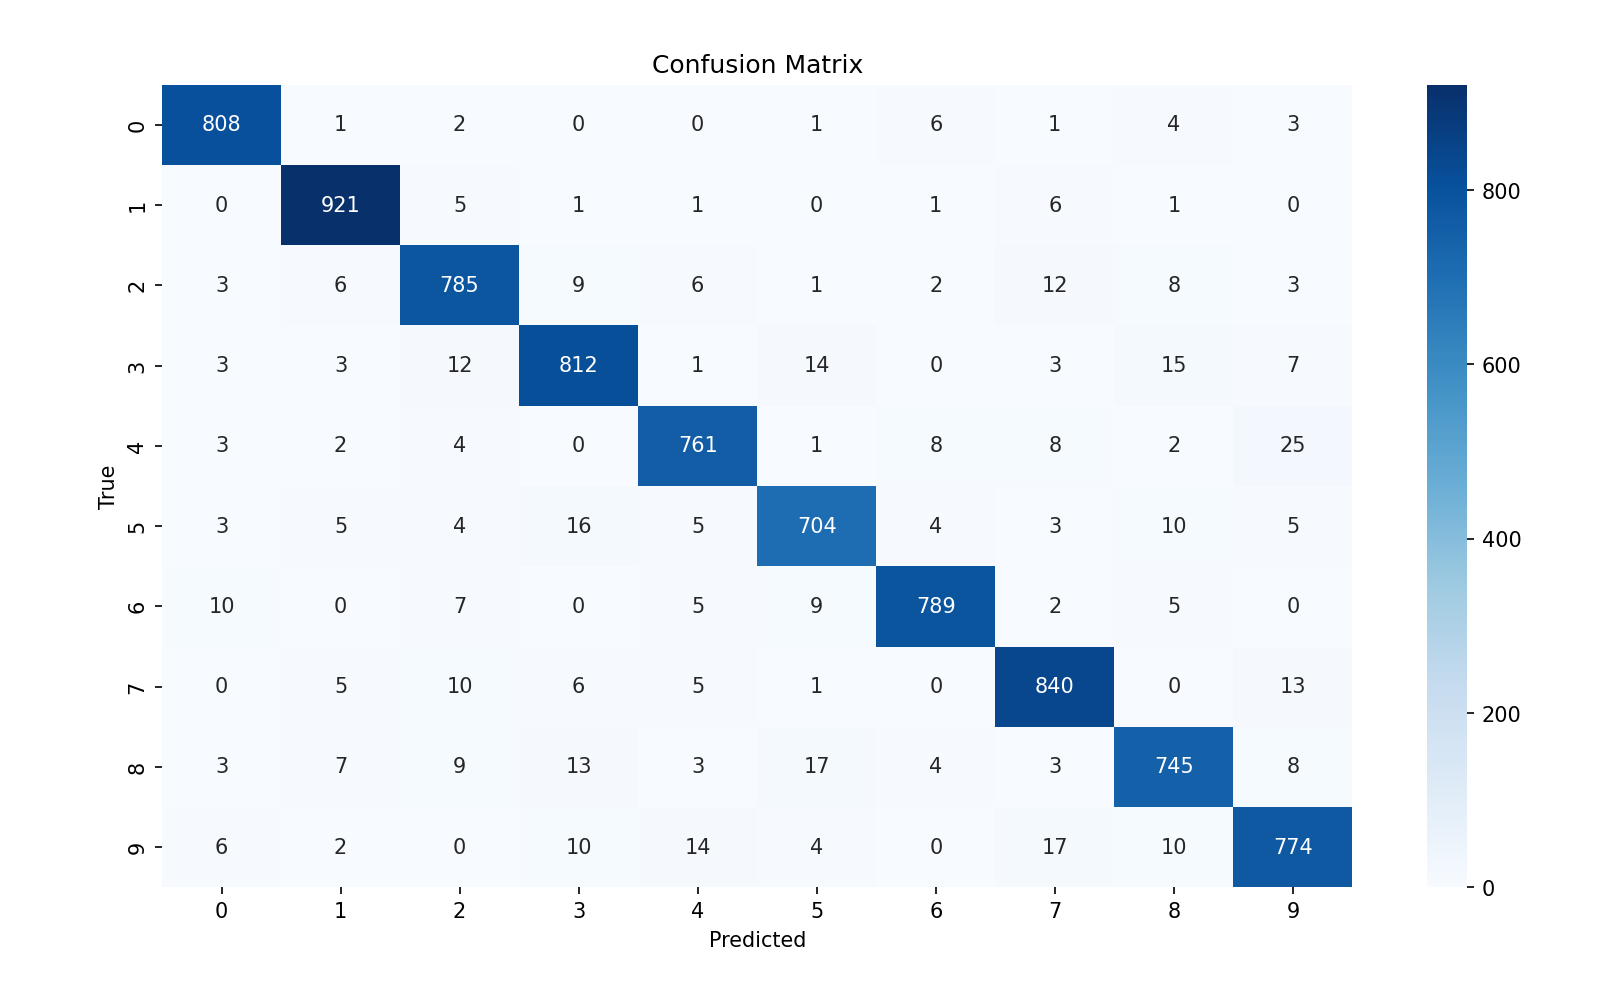 Confusion Matrix
0 808 1 2 0 0 1 6 1 4 3
1 0 921 5 1 1 0 1 6 1 0
2 3 6 785 9 6 1 2 12 8 3
3 3 3 12 812 1 14 0 3 15 7
4 3 2 4 0 761 1 8 8 2 25
5 3 5 4 16 5 704 4 3 10 5
6 10 0 7 0 5 9 789 2 5 0
7 0 5 10 6 5 1 0 840 0 13
8 3 7 9 13 3 17 4 3 745 8
9 6 2 0 10 14 4 0 17 10 774
0 1 2 3 4 5 6 7 8 9
Predicted
True
800
600
400
200
0